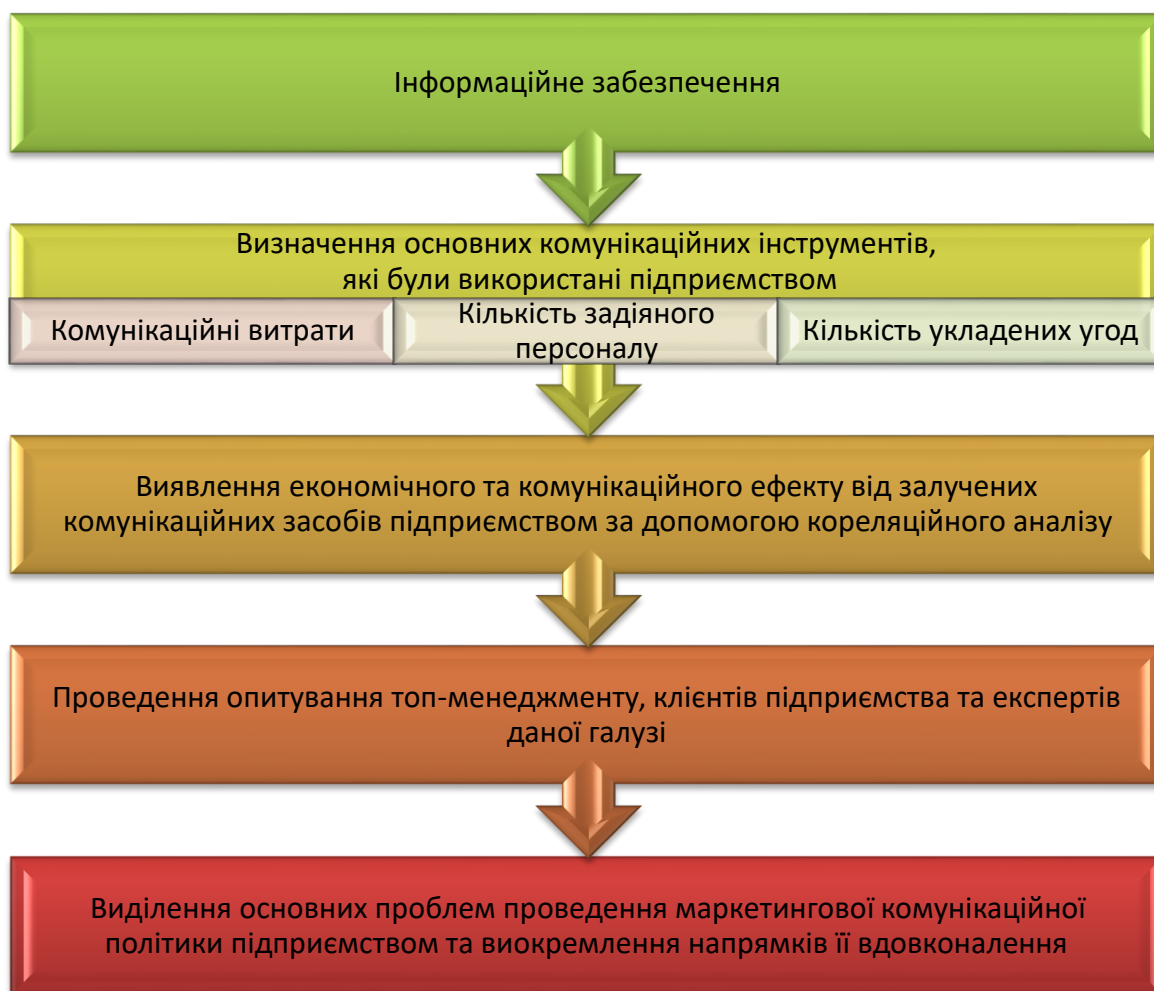 Інформаційне забезпечення
Визначення основних комунікаційних інструментів,
які були використані підприємством
Комунікаційні витрати
Кількість задіяного
персоналу
Кількість укладених угод
Виявлення економічного та комунікаційного ефекту від залучених
комунікаційних засобів підприємством за допомогою кореляційного аналізу
Проведення опитування топ-менеджменту, клієнтів підприємства та експертів
даної галузі
Виділення основних проблем проведення маркетингової комунікаційної
політики підприємством та виокремлення напрямків її вдовконалення